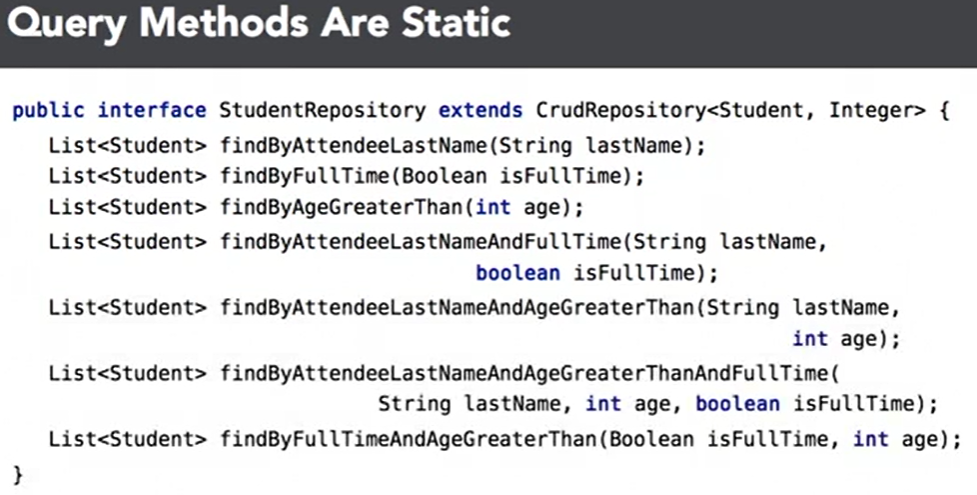 Query Methods Are Static
public interface StudentRepository extends CrudRepository<Student, Integer> {
List<Student> findByAttendeeLastName(String lastName);
List<Student> findByFullTime(Boolean isFullTime);
List<Student> findByAgeGreaterThan(int age);
List<Student> findByAttendeeLastNameAndFullTime(String lastName,
boolean isFullTime);
List<Student> findByAttendeeLastNameAndAgeGreaterThan(String lastName,
int age);
List<Student> findByAttendeeLastNameAndAgeGreaterThanAndFullTime(
String lastName, int age, boolean isFullTime);
List<Student> findByFullTimeAndAgeGreaterThan(Boolean isFullTime, int age);
}